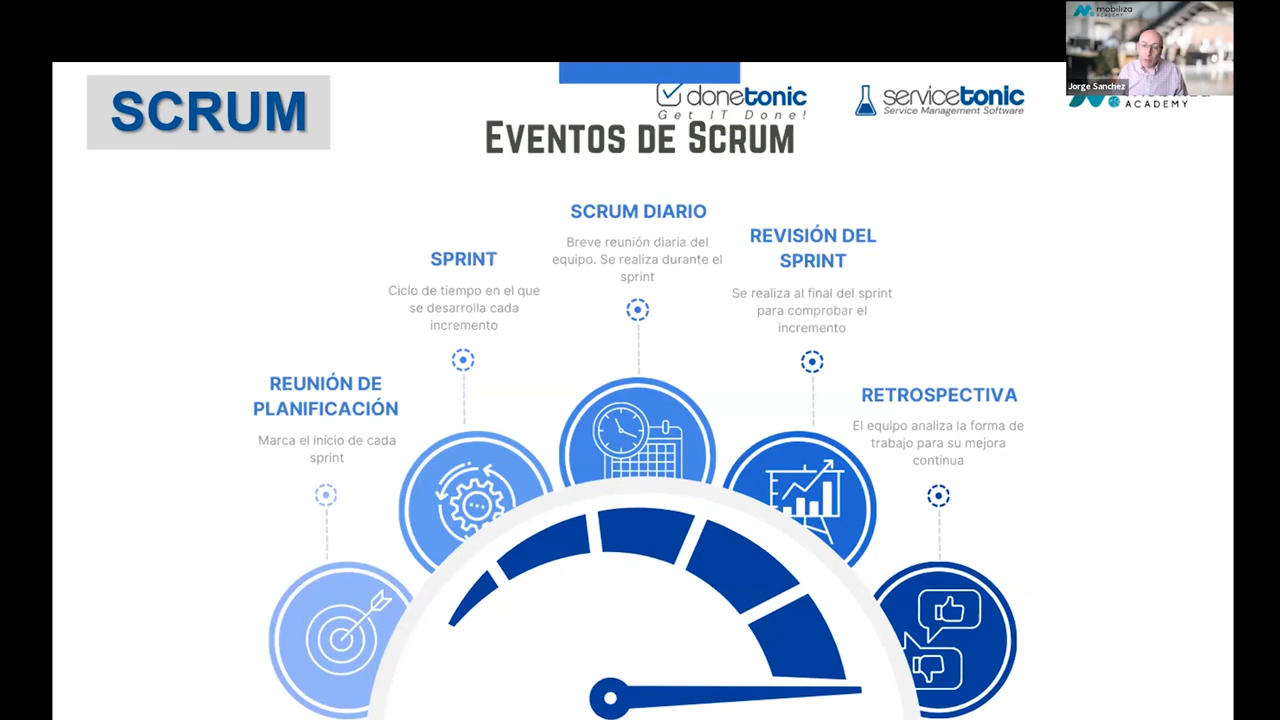 mobiliza
ACADEMY
Jorge Sanchez
SCRUM
donetonic
Get IT Done!
servicetonic
Service Management Software
ACADEMY
EVENTOS DE SCRUM
SCRUM DIARIO
Breve reunión diaria del
equipo. Se realiza durante el
sprint
REVISIÓN DEL
SPRINT
Se realiza al final del sprint
para comprobar el
incremento
SPRINT
Ciclo de tiempo en el que
se desarrolla cada
incremento
REUNIÓN DE
PLANIFICACIÓN
Marca el inicio de cada
sprint
RETROSPECTIVA
El equipo analiza la forma de
trabajo para su mejora
continua